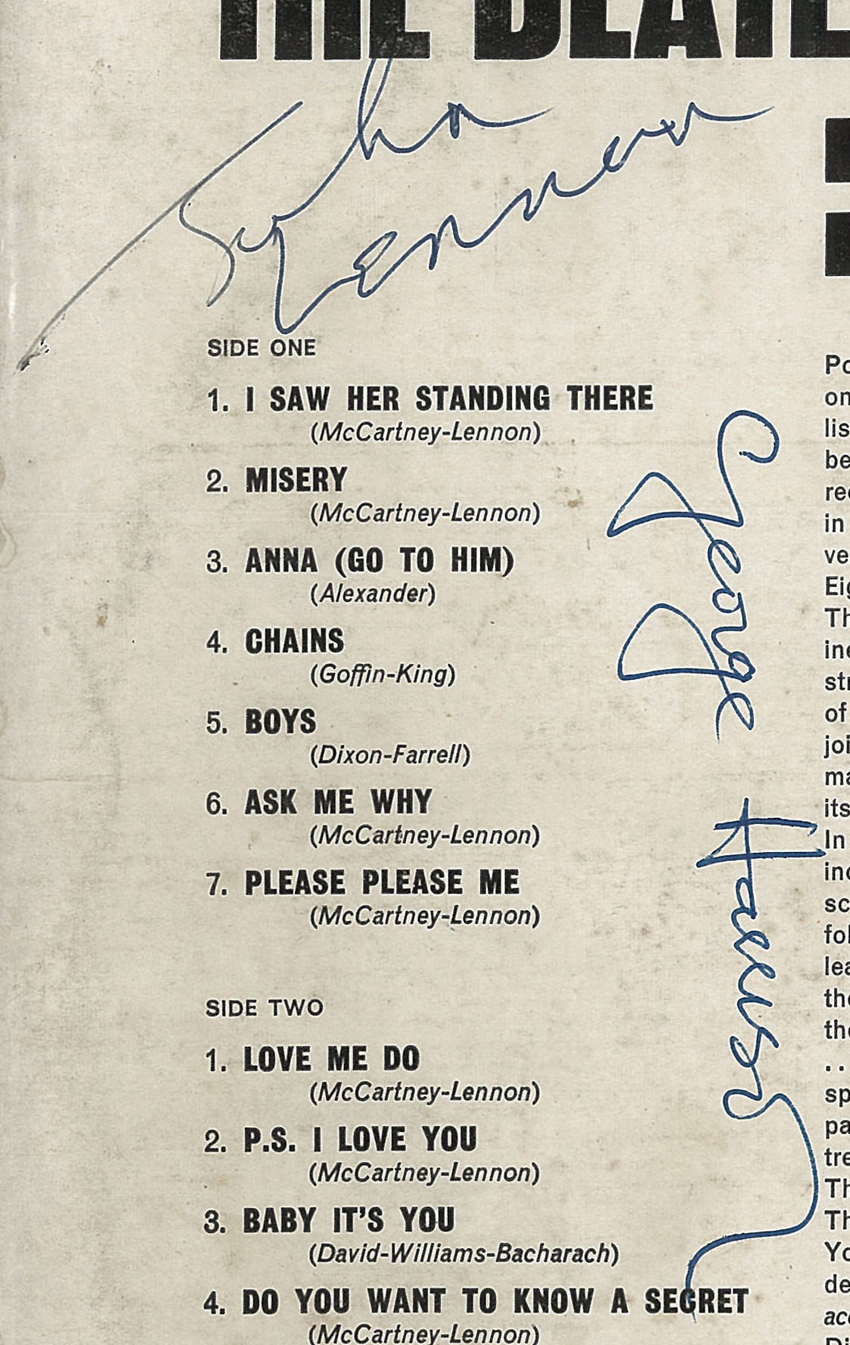 THE BEATL
John
Lennon
SIDE ONE
1. I SAW HER STANDING THERE
(McCartney-Lennon)
2. MISERY
(McCartney-Lennon)
3. ANNA (GO TO HIM)
(Alexander)
4. CHAINS
(Goffin-King)
5. BOYS
(Dixon-Farrell)
6. ASK ME WHY
(McCartney-Lennon)
7. PLEASE PLEASE ME
(McCartney-Lennon)
SIDE TWO
1. LOVE ME DO
(McCartney-Lennon)
2. P.S. I LOVE YOU
(McCartney-Lennon)
3. BABY IT'S YOU
(David-Williams-Bacharach)
4. DO YOU WANT TO KNOW A SECRET
(McCartney-Lennon)
George Harrison